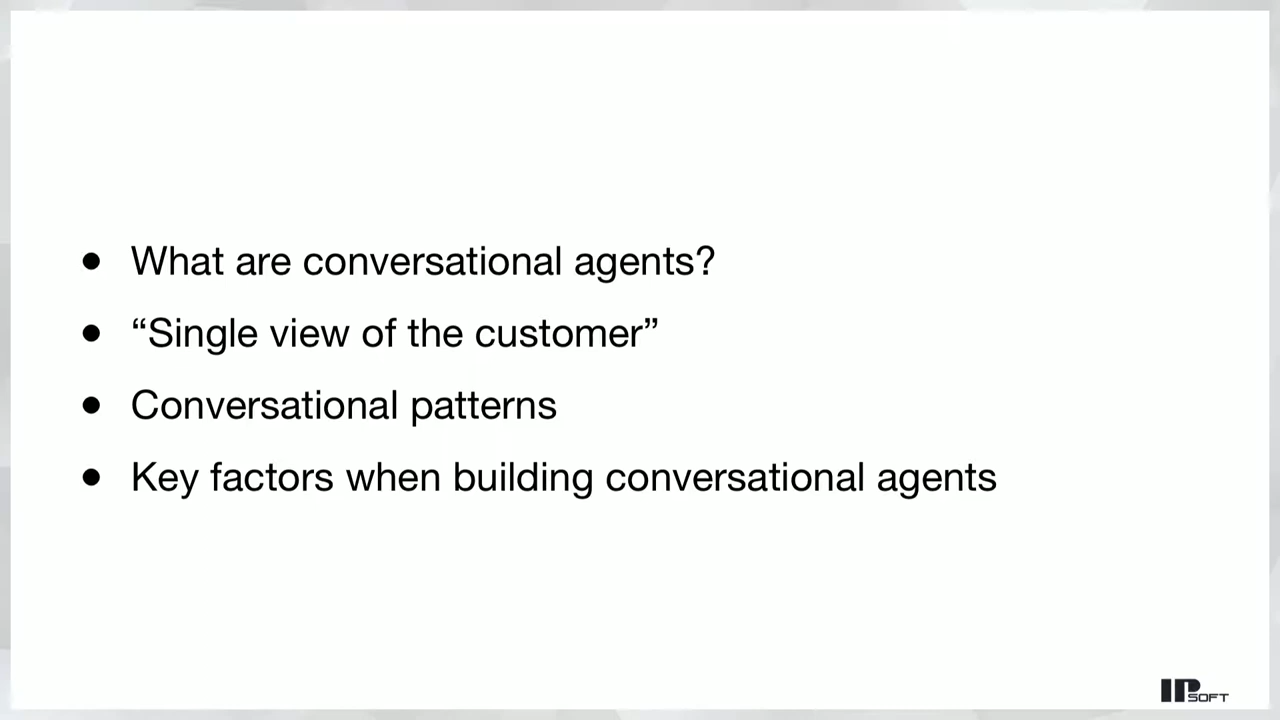 ● What are conversational agents?
● “Single view of the customer”
● Conversational patterns
● Key factors when building conversational agents
IPSOFT